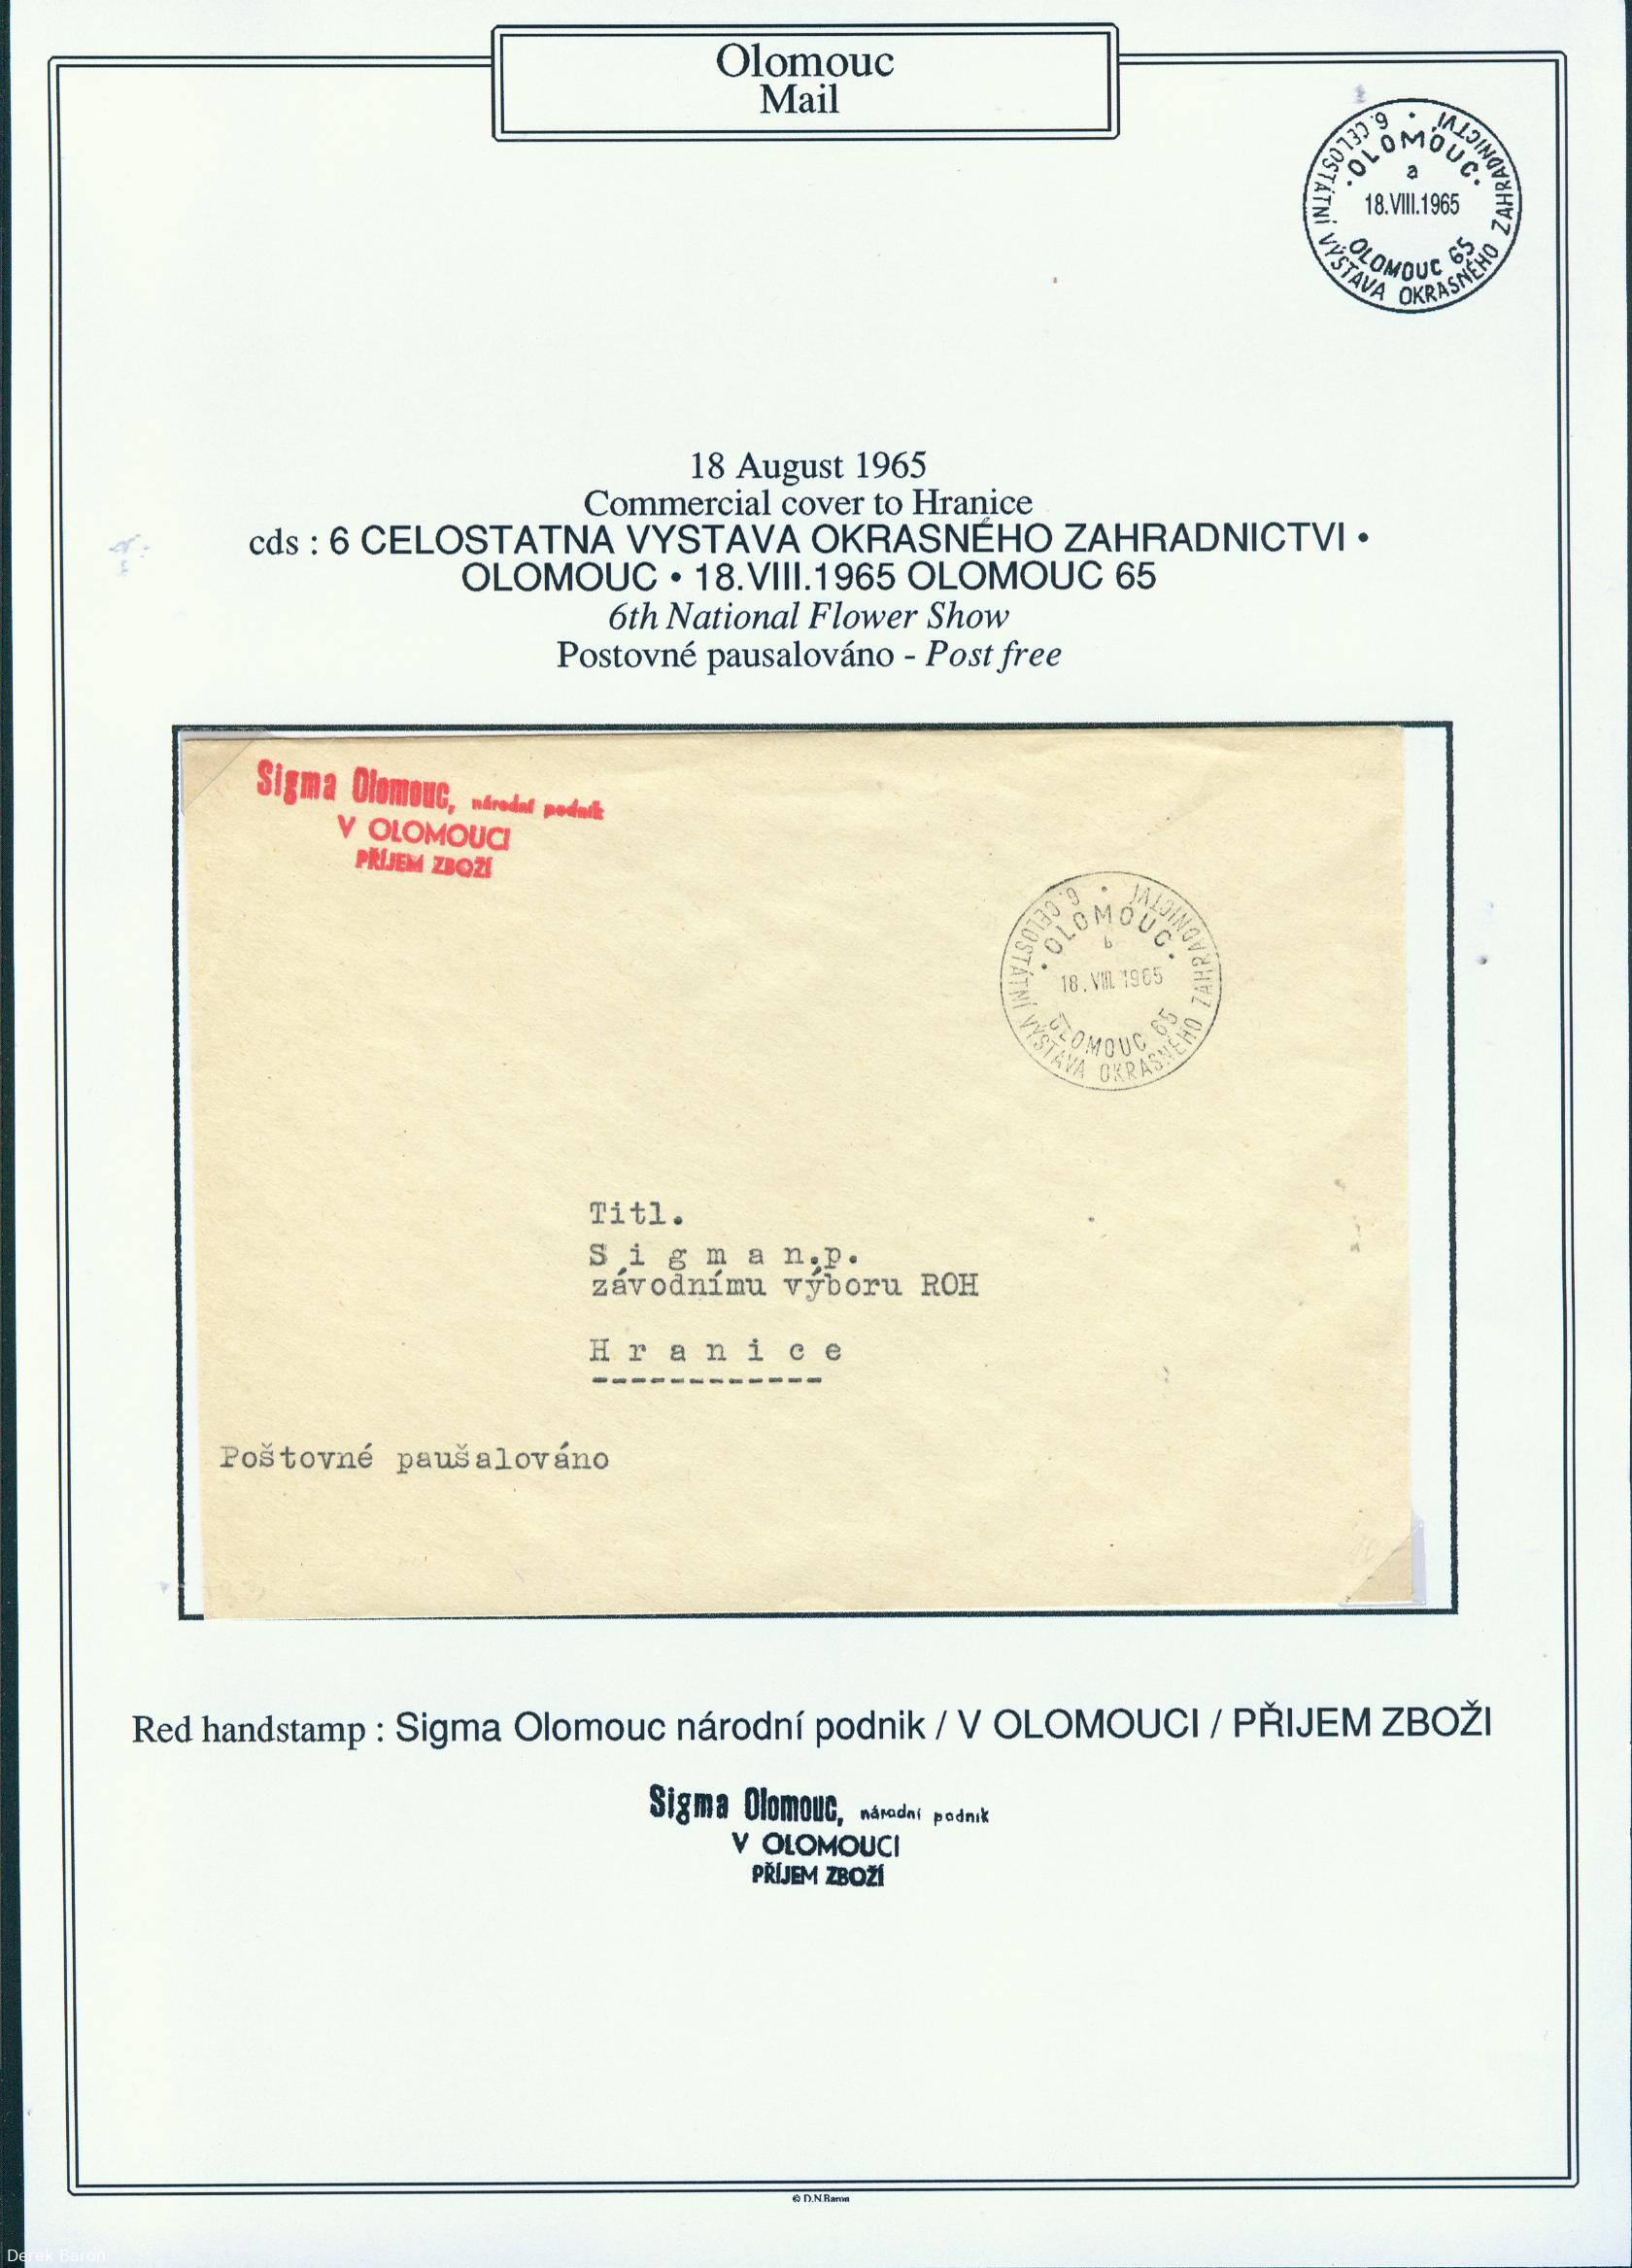 Olomouc
Mail
6. CELOSTÁTNÍ VÝSTAVA OKRASNÉHO ZAHRADNICTVÍ •
• OLOMOUC •
a
18.VIII.1965
OLOMOUC 65
18 August 1965
Commercial cover to Hranice
cds : 6 CELOSTATNA VYSTAVA OKRASNÉHO ZAHRADNICTVI •
OLOMOUC • 18.VIII.1965 OLOMOUC 65
6th National Flower Show
Postovné pausalováno - Post free
Sigma Olomouc, národní podnik
V OLOMOUCI
PŘÍJEM ZBOŽÍ
6. CELOSTÁTNÍ VÝSTAVA OKRASNÉHO ZAHRADNICTVÍ •
• OLOMOUC •
b
18.VIII.1965
OLOMOUC 65
Titl.
S i g m a n.p.
závodnímu výboru ROH
H r a n i c e
------------
Poštovné paušalováno
Red handstamp : Sigma Olomouc národní podnik / V OLOMOUCI / PŘIJEM ZBOŽI
Sigma Olomouc, národní podnik
V OLOMOUCI
PŘÍJEM ZBOŽÍ
© D.N.Baron
Derek Baron